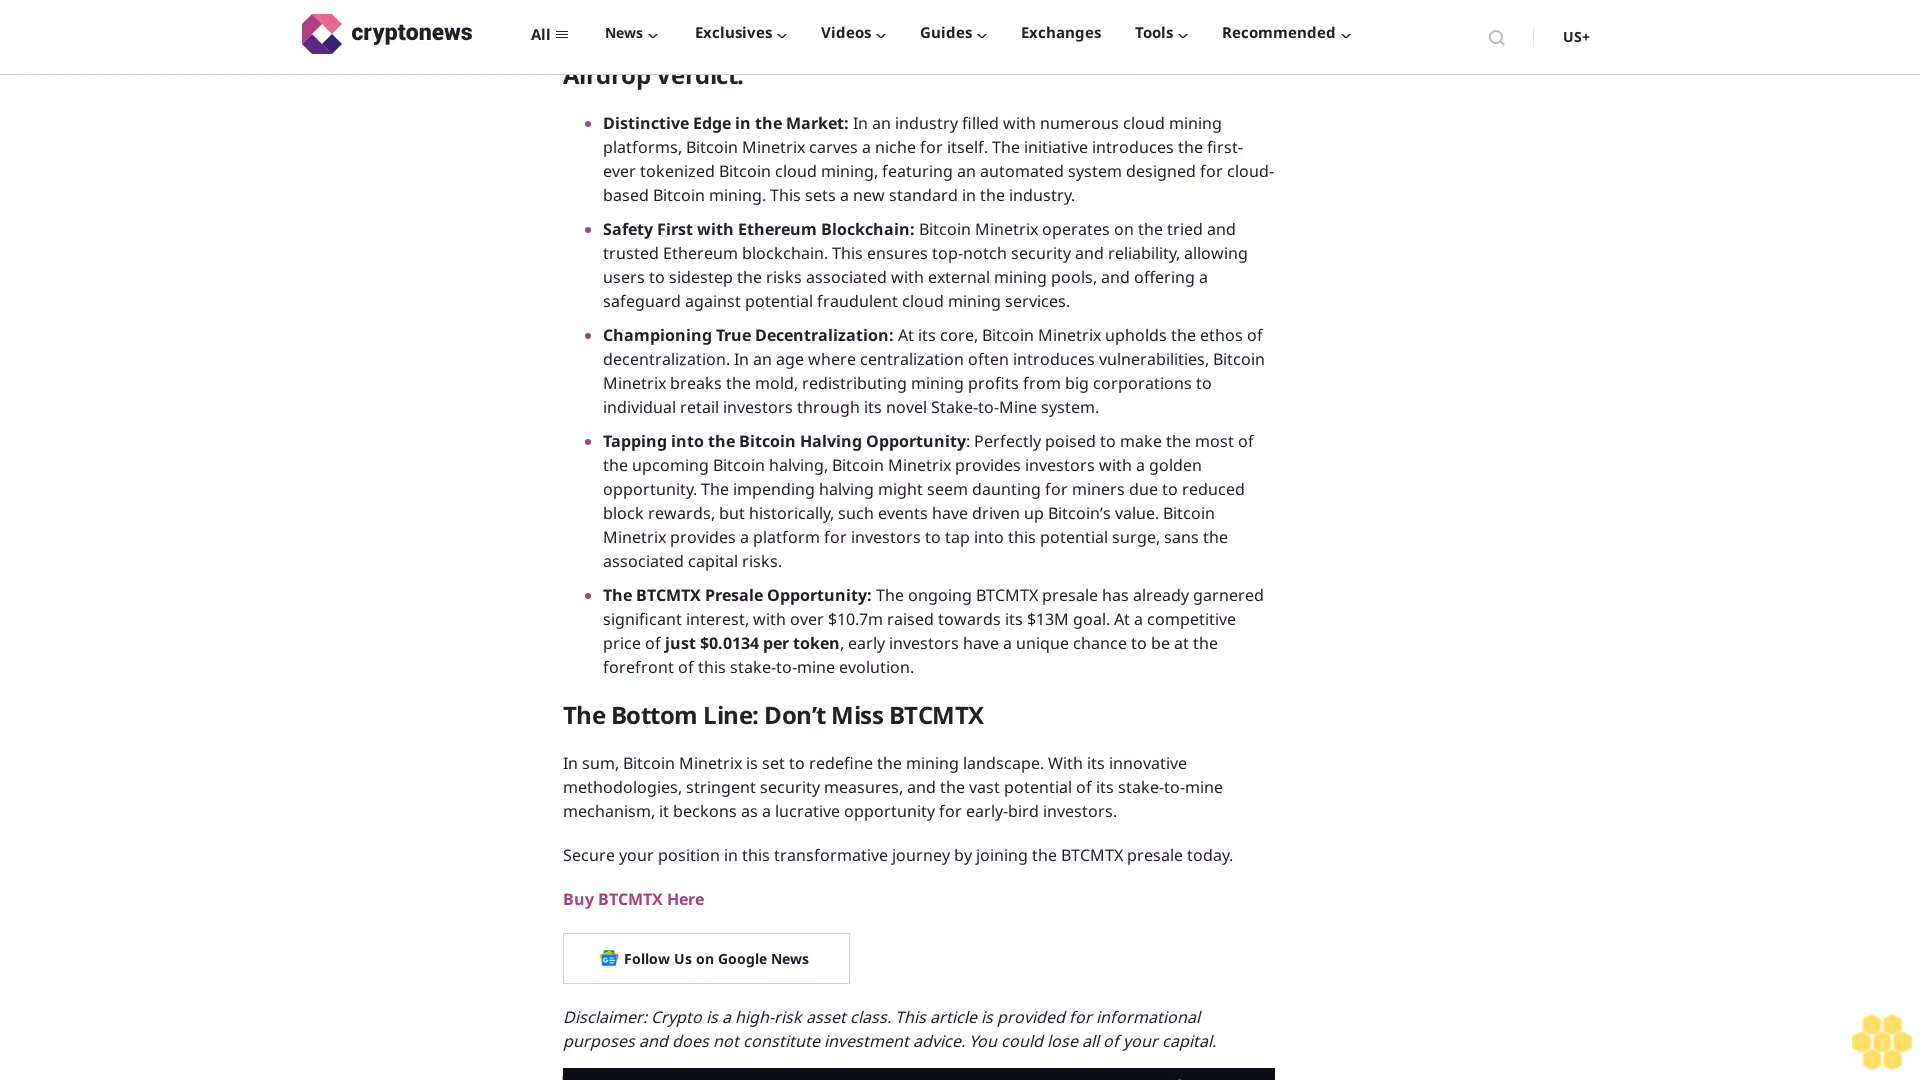 cryptonews
All
News
Exclusives
Videos
Guides
Exchanges
Tools
Recommended
US+
Airdrop Verdict:
Distinctive Edge in the Market: In an industry filled with numerous cloud mining
platforms, Bitcoin Minetrix carves a niche for itself. The initiative introduces the first-
ever tokenized Bitcoin cloud mining, featuring an automated system designed for cloud-
based Bitcoin mining. This sets a new standard in the industry.
Safety First with Ethereum Blockchain: Bitcoin Minetrix operates on the tried and
trusted Ethereum blockchain. This ensures top-notch security and reliability, allowing
users to sidestep the risks associated with external mining pools, and offering a
safeguard against potential fraudulent cloud mining services.
Championing True Decentralization: At its core, Bitcoin Minetrix upholds the ethos of
decentralization. In an age where centralization often introduces vulnerabilities, Bitcoin
Minetrix breaks the mold, redistributing mining profits from big corporations to
individual retail investors through its novel Stake-to-Mine system.
Tapping into the Bitcoin Halving Opportunity: Perfectly poised to make the most of
the upcoming Bitcoin halving, Bitcoin Minetrix provides investors with a golden
opportunity. The impending halving might seem daunting for miners due to reduced
block rewards, but historically, such events have driven up Bitcoin’s value. Bitcoin
Minetrix provides a platform for investors to tap into this potential surge, sans the
associated capital risks.
The BTCMTX Presale Opportunity: The ongoing BTCMTX presale has already garnered
significant interest, with over $10.7m raised towards its $13M goal. At a competitive
price of just $0.0134 per token, early investors have a unique chance to be at the
forefront of this stake-to-mine evolution.
The Bottom Line: Don’t Miss BTCMTX
In sum, Bitcoin Minetrix is set to redefine the mining landscape. With its innovative
methodologies, stringent security measures, and the vast potential of its stake-to-mine
mechanism, it beckons as a lucrative opportunity for early-bird investors.
Secure your position in this transformative journey by joining the BTCMTX presale today.
Buy BTCMTX Here
Follow Us on Google News
Disclaimer: Crypto is a high-risk asset class. This article is provided for informational
purposes and does not constitute investment advice. You could lose all of your capital.